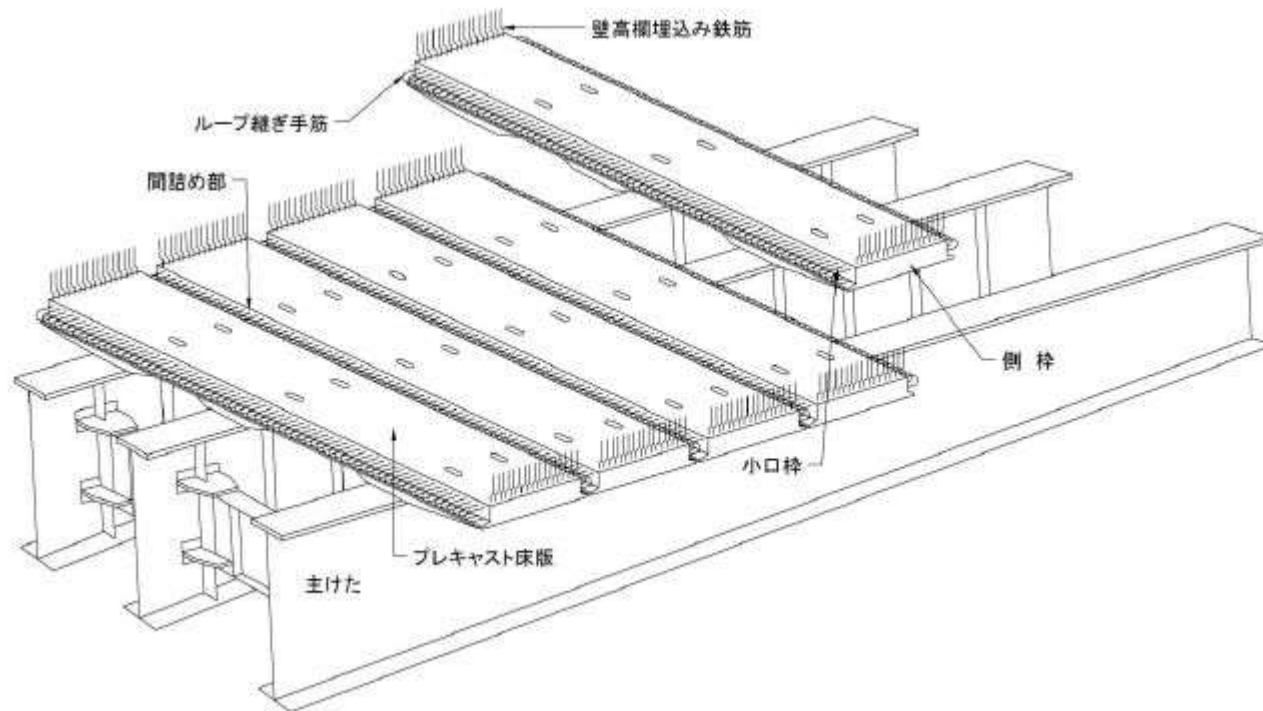 壁高欄埋込み鉄筋
ループ継ぎ手筋
間詰め部
側 枠
小口枠
プレキャスト床版
主けた